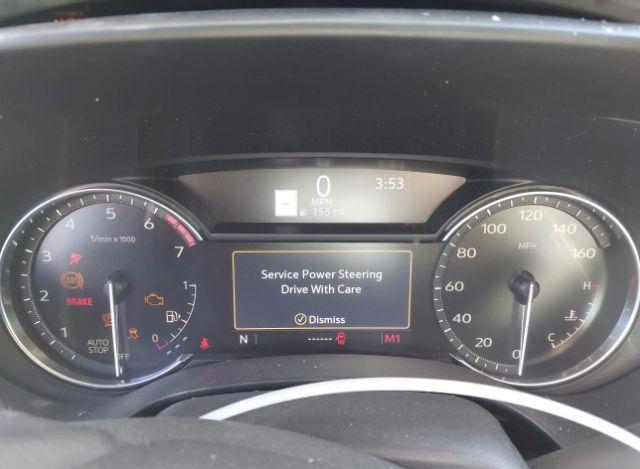 0
MPH
155 mi
3:53
5
4
6
1/min x 1000
3
7
2
BRAKE
1
1
AUTO
STOP
OFF
0
Service Power Steering
Drive With Care
Dismiss
N
------
M1
120
100
140
80
MPH
160
60
H
40
20
0
C